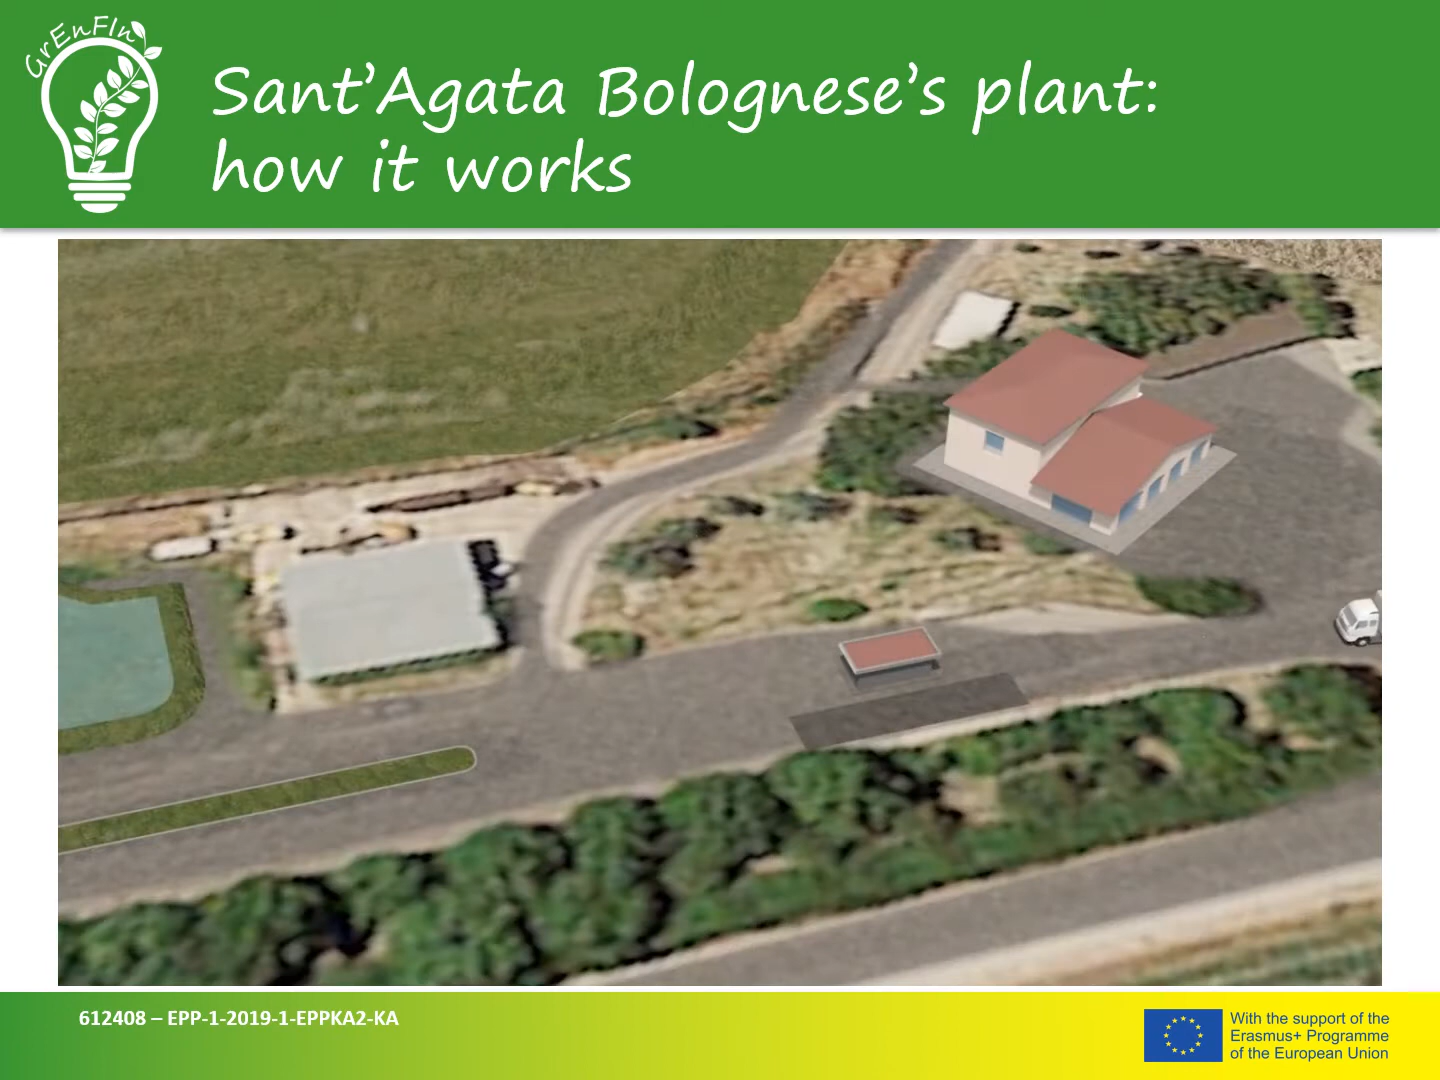 GrEnFIn
Sant’Agata Bolognese’s plant:
how it works
612408 – EPP-1-2019-1-EPPKA2-KA
With the support of the
Erasmus+ Programme
of the European Union